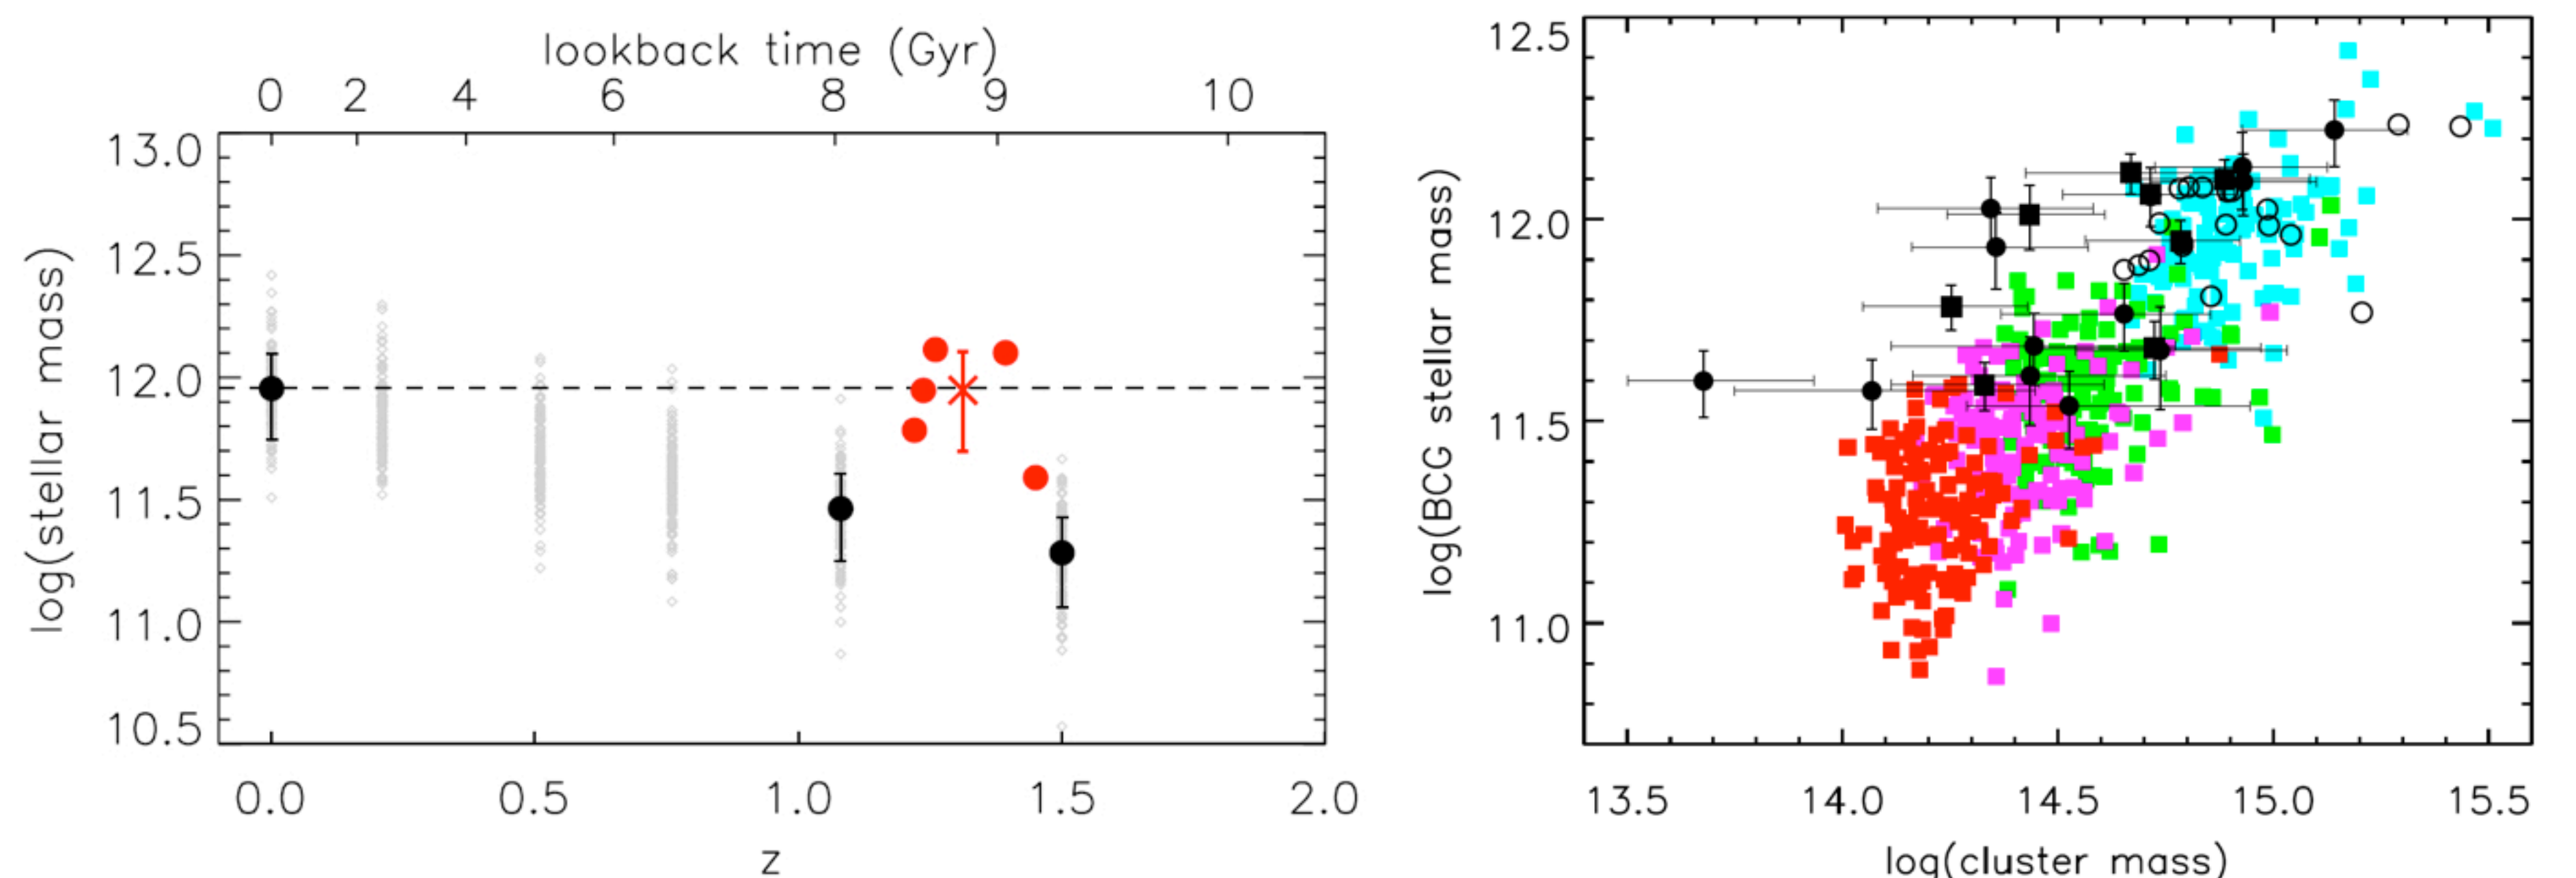 lookback time (Gyr)
0 2 4 6 8 9 10
log(stellar mass)
13.0
12.5
12.0
11.5
11.0
10.5
0.0 0.5 1.0 1.5 2.0
z
log(BCG stellar mass)
12.5
12.0
11.5
11.0
13.5 14.0 14.5 15.0 15.5
log(cluster mass)